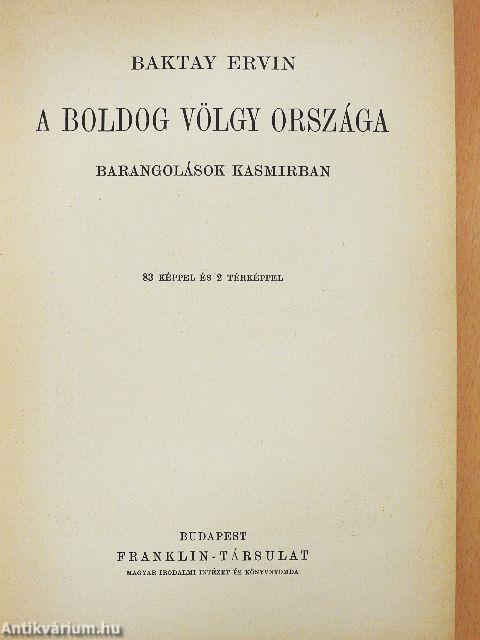 BAKTAY ERVIN
A BOLDOG VÖLGY ORSZÁGA
BARANGOLÁSOK KASMIRBAN
83 KÉPPEL ÉS 2 TÉRKÉPPEL
BUDAPEST
FRANKLIN-TÁRSULAT
MAGYAR IRODALMI INTÉZET ÉS KÖNYVNYOMDA
Antikvárium.hu